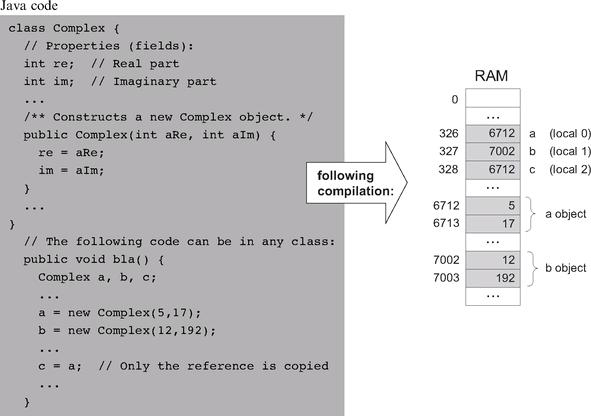 Java code
class Complex {
// Properties (fields):
int re;  // Real part
int im;  // Imaginary part
...
/** Constructs a new Complex object. */
public Complex(int aRe, int aIm) {
re = aRe;
im = aIm;
}
...
}
// The following code can be in any class:
public void bla() {
Complex a, b, c;
...
a = new Complex(5,17);
b = new Complex(12,192);
...
c = a;  // Only the reference is copied
...
}
following
compilation:
RAM
0
...
326 6712 a (local 0)
327 7002 b (local 1)
328 6712 c (local 2)
...
6712 5
a object
6713 17
...
7002 12
b object
7003 192
...